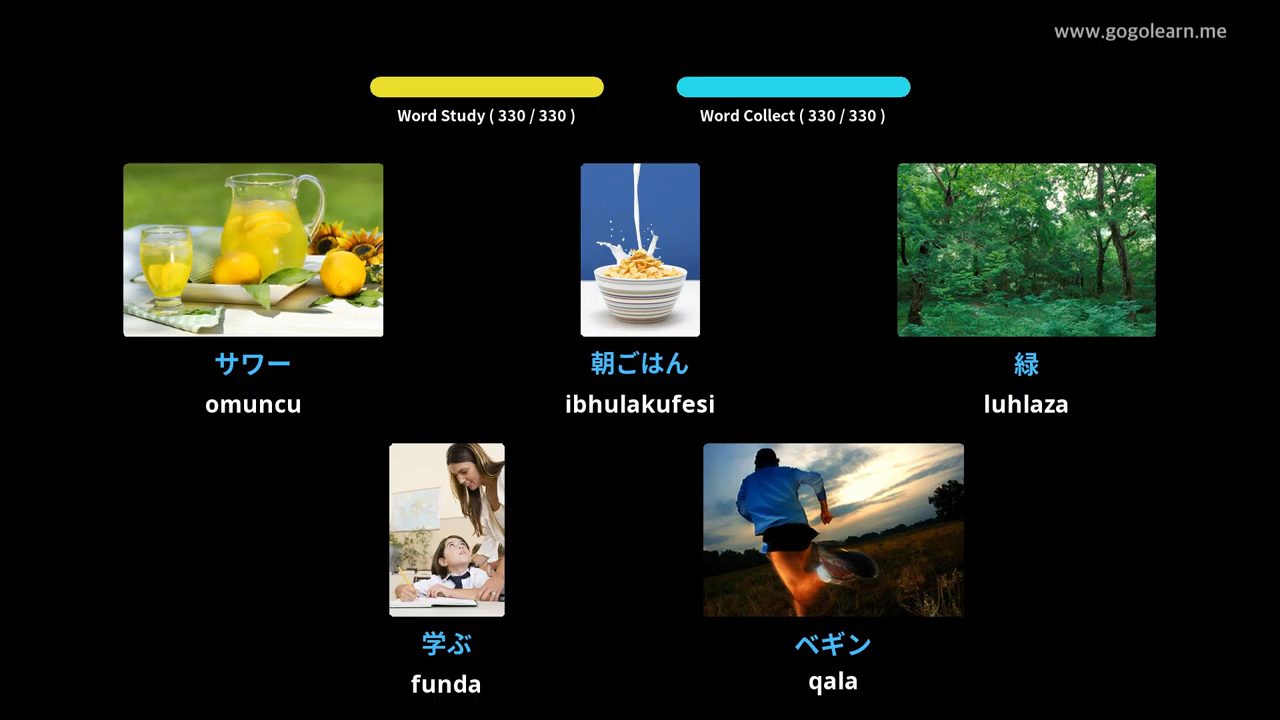 www.gogolearn.me
Word Study ( 330 / 330 )
Word Collect ( 330 / 330 )
サワー
omuncu
朝ごはん
ibhulakufesi
緑
luhlaza
学ぶ
funda
ベギン
qala